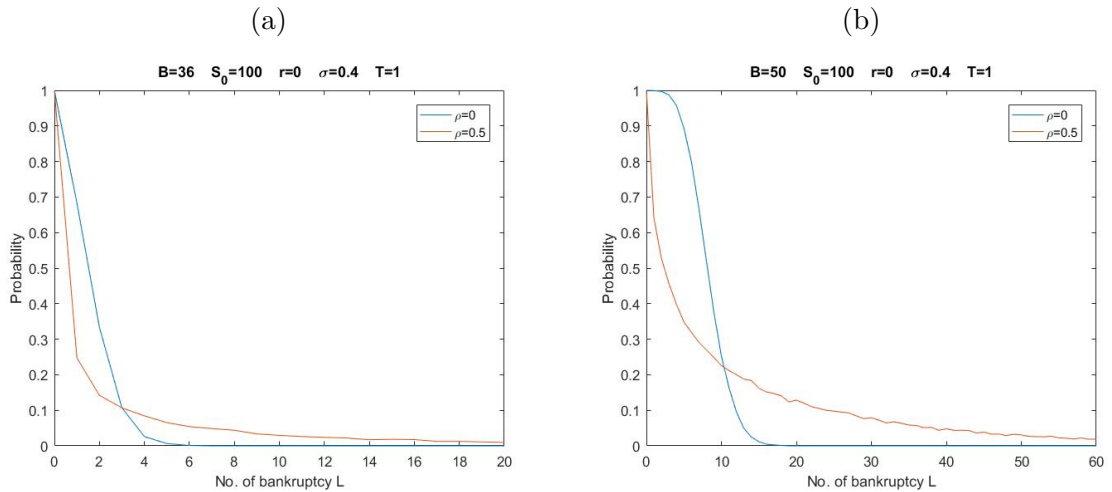 (a)
B=36 S0=100 r=0 σ=0.4 T=1
ρ=0
ρ=0.5
1
0.9
0.8
0.7
0.6
0.5
0.4
0.3
0.2
0.1
0
Probability
0 2 4 6 8 10 12 14 16 18 20
No. of bankruptcy L
(b)
B=50 S0=100 r=0 σ=0.4 T=1
ρ=0
ρ=0.5
1
0.9
0.8
0.7
0.6
0.5
0.4
0.3
0.2
0.1
0
Probability
0 10 20 30 40 50 60
No. of bankruptcy L